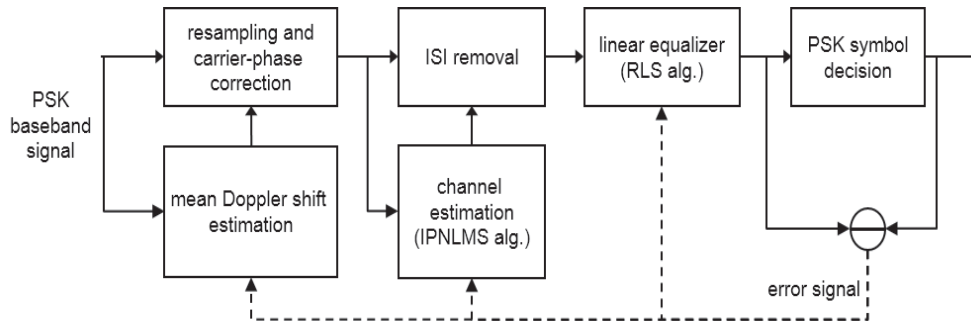 PSK
baseband
signal
resampling and
carrier-phase
correction
mean Doppler shift
estimation
ISI removal
channel
estimation
(IPNLMS alg.)
linear equalizer
(RLS alg.)
PSK symbol
decision
error signal